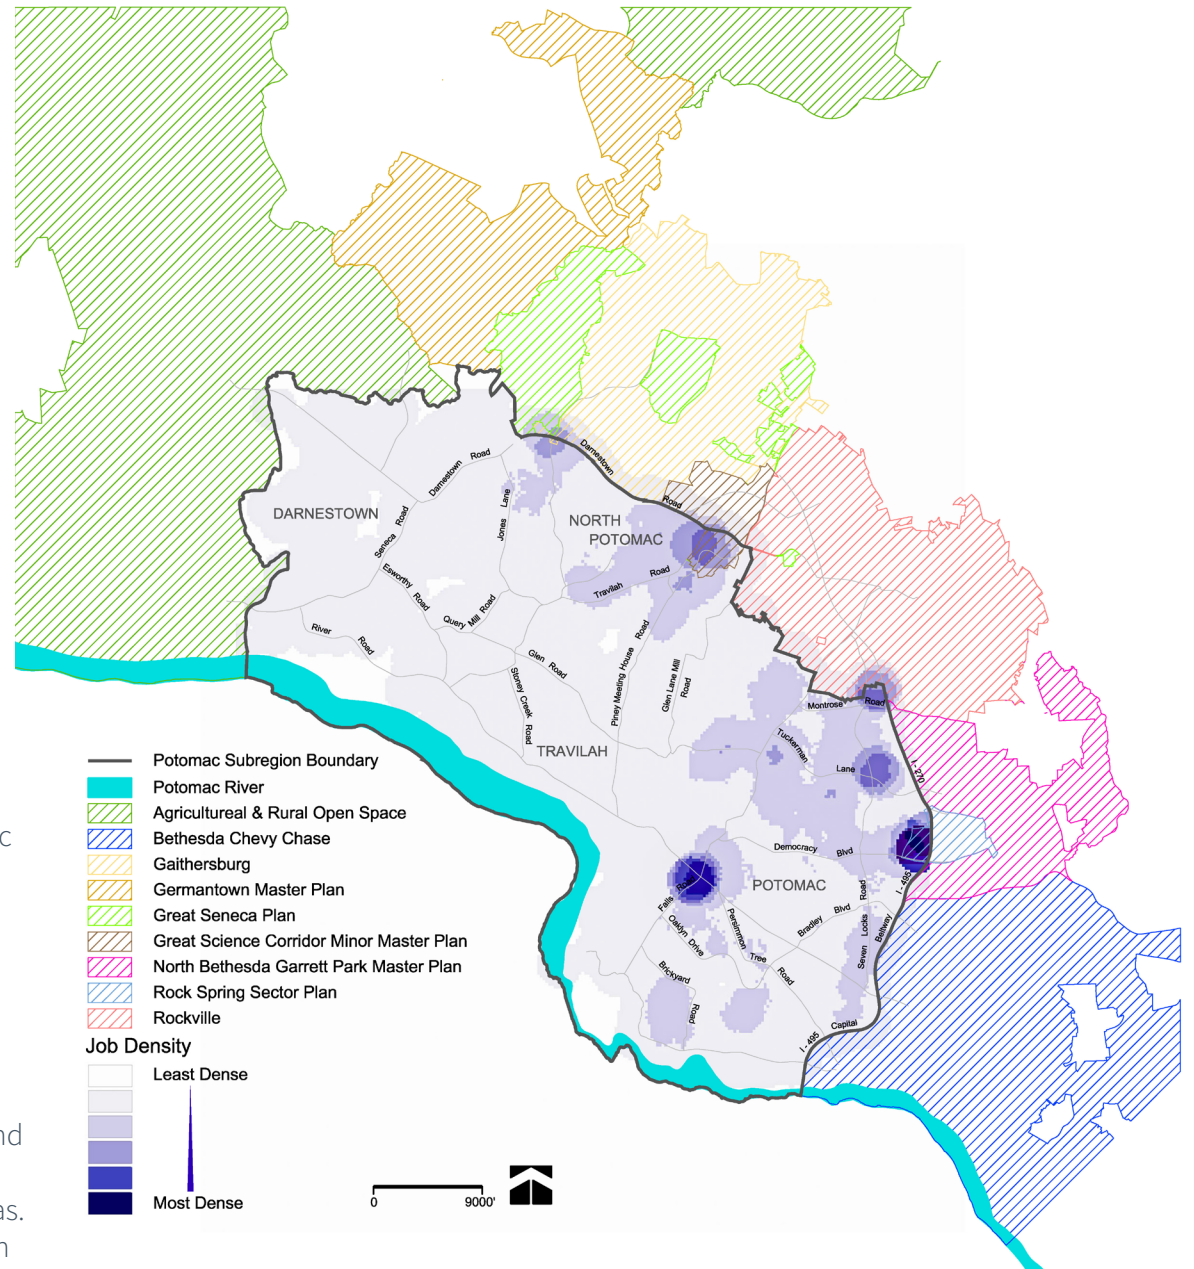 Darnestown
Road
DARNESTOWN
Darnestown Road
Seneca Road
Jones Lane
NORTH
POTOMAC
Travilah Road
Esworthy Road
Query Mill Road
River Road
Glen Road
Stoney Creek Road
Piney Meeting House Road
Glen Lane Mill
Road
TRAVILAH
Montrose Road
Tuckerman
Lane
I - 270
Democracy Blvd
I - 495
POTOMAC
Falls Road
Oaklyn Drive
Persimmon Tree Road
Bradley Blvd
Seven Locks Road
Beltway
Brickyard
Road
Capital
I - 495
Potomac Subregion Boundary
Potomac River
Agricultureal & Rural Open Space
Bethesda Chevy Chase
Gaithersburg
Germantown Master Plan
Great Seneca Plan
Great Science Corridor Minor Master Plan
North Bethesda Garrett Park Master Plan
Rock Spring Sector Plan
Rockville
Job Density
Least Dense
Most Dense
0 9000'
c
nd
as.
n